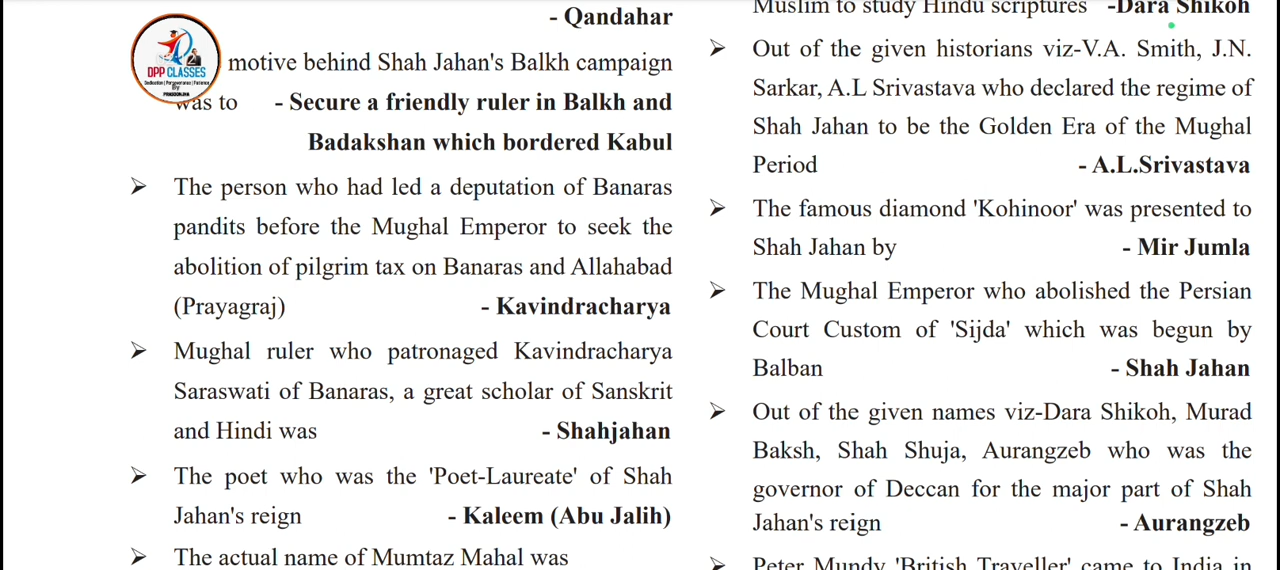 - Qandahar
DPP CLASSES
By
motive behind Shah Jahan's Balkh campaign
was to - Secure a friendly ruler in Balkh and
Badakshan which bordered Kabul
➢ The person who had led a deputation of Banaras
pandits before the Mughal Emperor to seek the
abolition of pilgrim tax on Banaras and Allahabad
(Prayagraj) - Kavindracharya
➢ Mughal ruler who patronaged Kavindracharya
Saraswati of Banaras, a great scholar of Sanskrit
and Hindi was - Shahjahan
➢ The poet who was the 'Poet-Laureate' of Shah
Jahan's reign - Kaleem (Abu Jalih)
➢ The actual name of Mumtaz Mahal was
Muslim to study Hindu scriptures -Dara Shikoh
➢ Out of the given historians viz-V.A. Smith, J.N.
Sarkar, A.L Srivastava who declared the regime of
Shah Jahan to be the Golden Era of the Mughal
Period - A.L.Srivastava
➢ The famous diamond 'Kohinoor' was presented to
Shah Jahan by - Mir Jumla
➢ The Mughal Emperor who abolished the Persian
Court Custom of 'Sijda' which was begun by
Balban - Shah Jahan
➢ Out of the given names viz-Dara Shikoh, Murad
Baksh, Shah Shuja, Aurangzeb who was the
governor of Deccan for the major part of Shah
Jahan's reign - Aurangzeb
➢ Peter Mundy 'British Traveller' came to India in